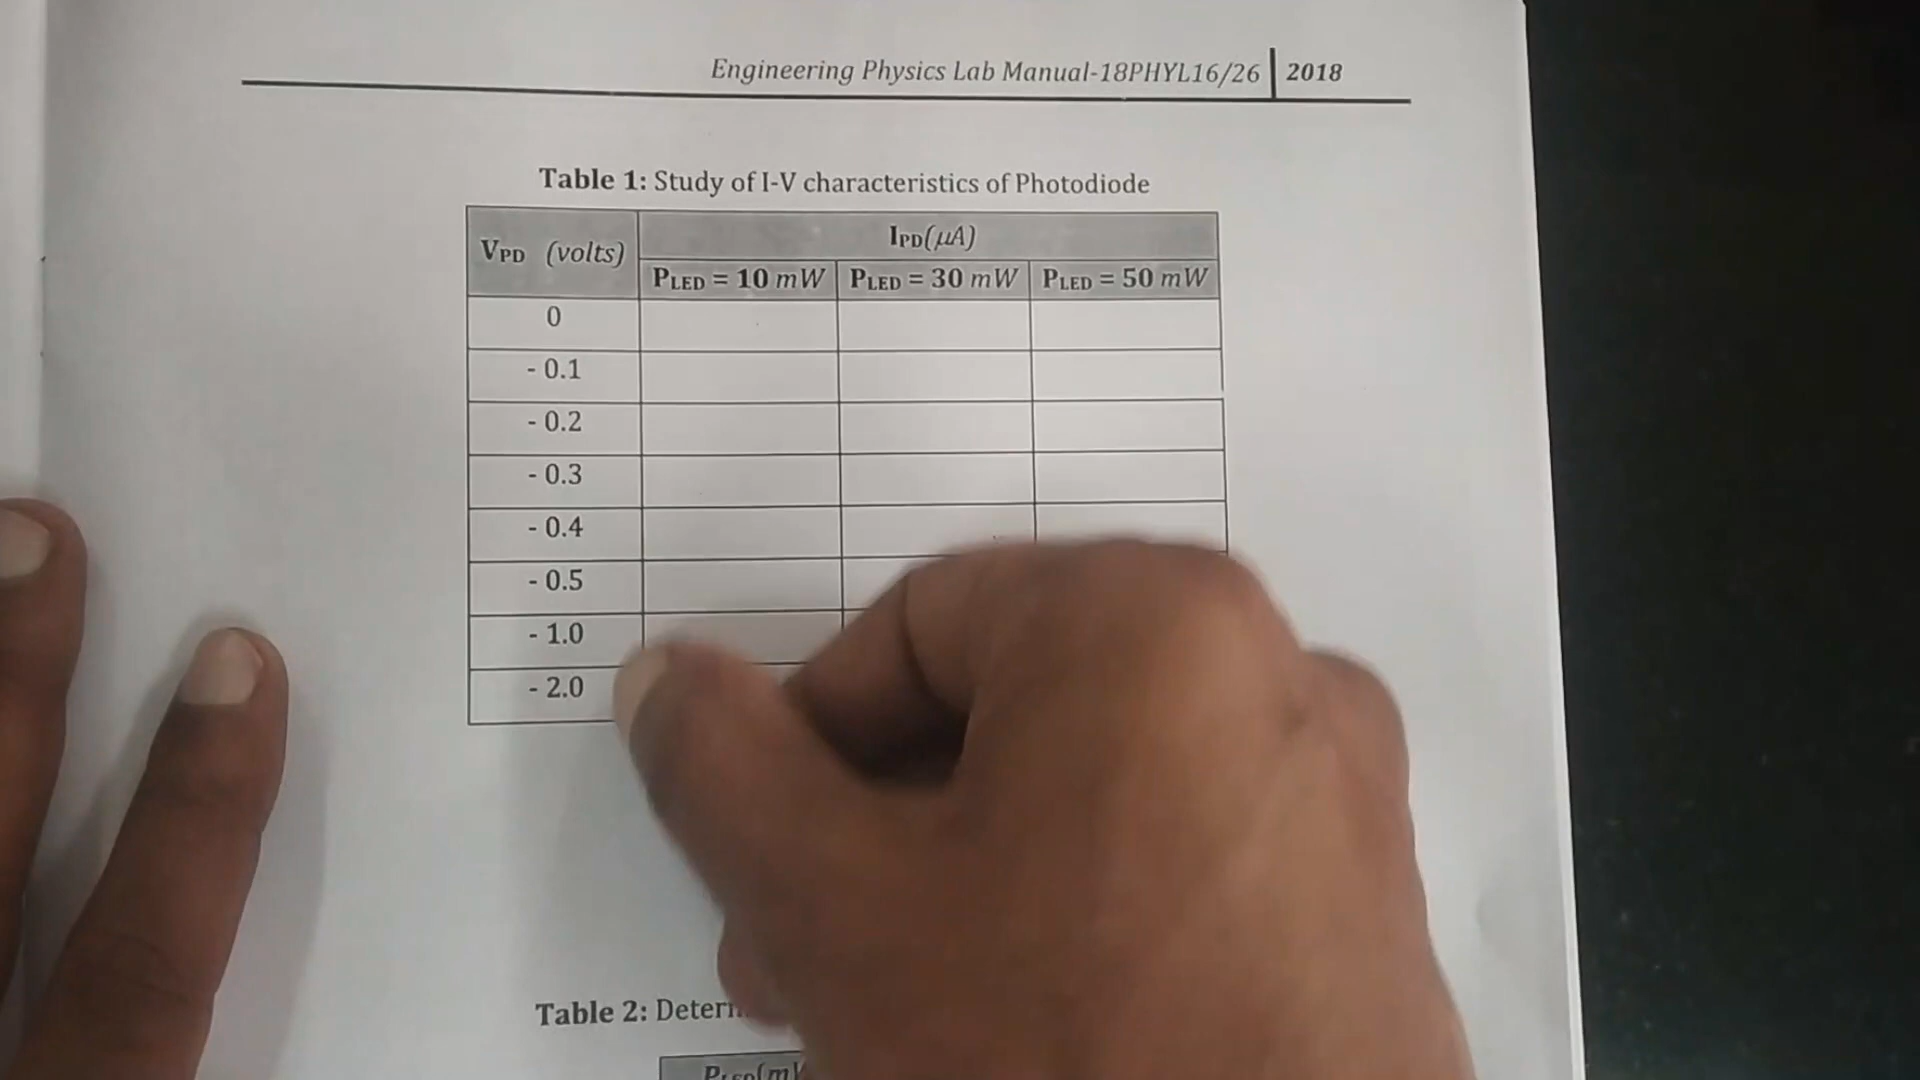 Engineering Physics Lab Manual-18PHYL16/26 2018
Table 1: Study of I-V characteristics of Photodiode
VPD (volts)
IPD(μA)
PLED = 10 mW PLED = 30 mW PLED = 50 mW
0
- 0.1
- 0.2
- 0.3
- 0.4
- 0.5
- 1.0
- 2.0
Table 2: